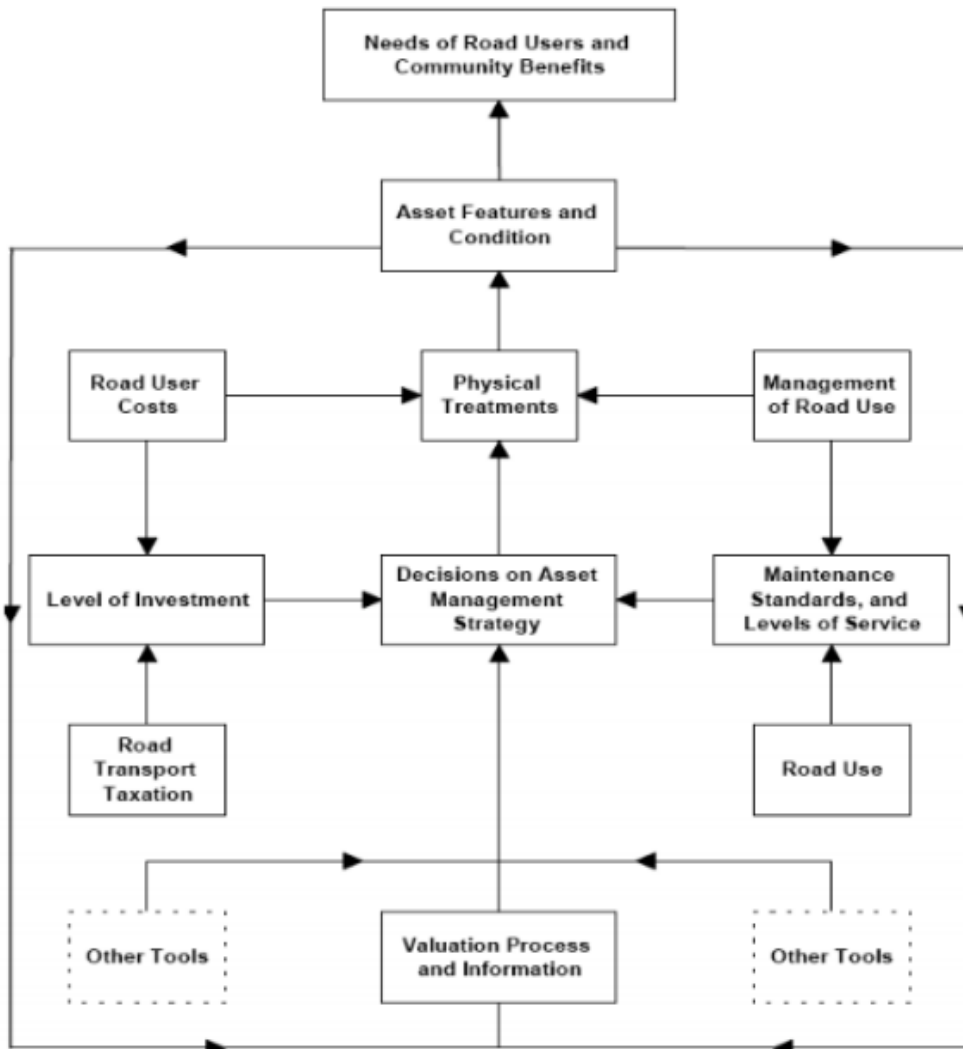 Needs of Road Users and
Community Benefits
Asset Features and
Condition
Road User
Costs
Physical
Treatments
Management
of Road Use
Level of Investment
Decisions on Asset
Management
Strategy
Maintenance
Standards, and
Levels of Service
Road
Transport
Taxation
Road Use
Other Tools
Valuation Process
and Information
Other Tools